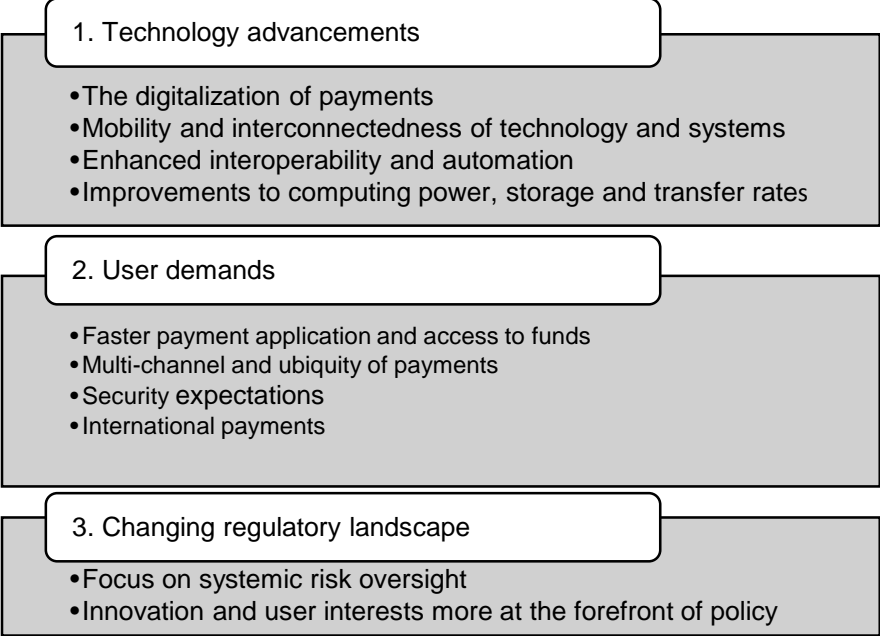 1. Technology advancements
•The digitalization of payments
•Mobility and interconnectedness of technology and systems
•Enhanced interoperability and automation
•Improvements to computing power, storage and transfer rates
2. User demands
•Faster payment application and access to funds
•Multi-channel and ubiquity of payments
•Security expectations
•International payments
3. Changing regulatory landscape
•Focus on systemic risk oversight
•Innovation and user interests more at the forefront of policy